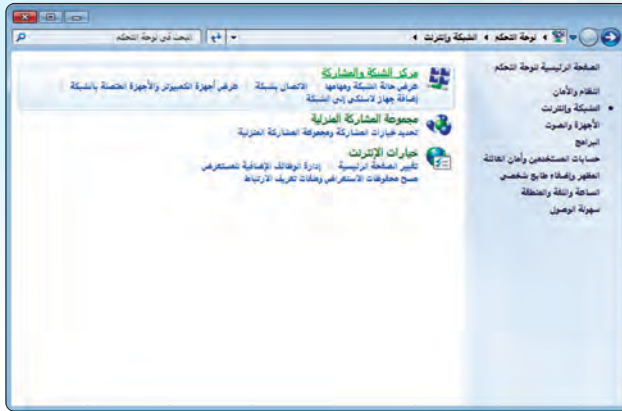 لوحة التحكم ◂ الشبكة وإنترنت ◂
البحث في لوحة التحكم
الصفحة الرئيسية للوحة التحكم
النظام والأمان
الشبكة وإنترنت
الأجهزة والصوت
البرامج
حسابات المستخدمين وأمان العائلة
المظهر وإضفاء طابع شخصي
الساعة واللغة والمنطقة
سهولة الوصول
مركز الشبكة والمشاركة
عرض حالة الشبكة ومهامها الاتصال بشبكة عرض أجهزة الكمبيوتر والأجهزة المتصلة بالشبكة
إضافة جهاز لاسلكي إلى الشبكة
مجموعة المشاركة المنزلية
تحديد خيارات المشاركة ومجموعة المشاركة المنزلية
خيارات الإنترنت
تغيير الصفحة الرئيسية إدارة الوظائف الإضافية للمستعرض
مسح محفوظات الاستعراض وملفات تعريف الارتباط